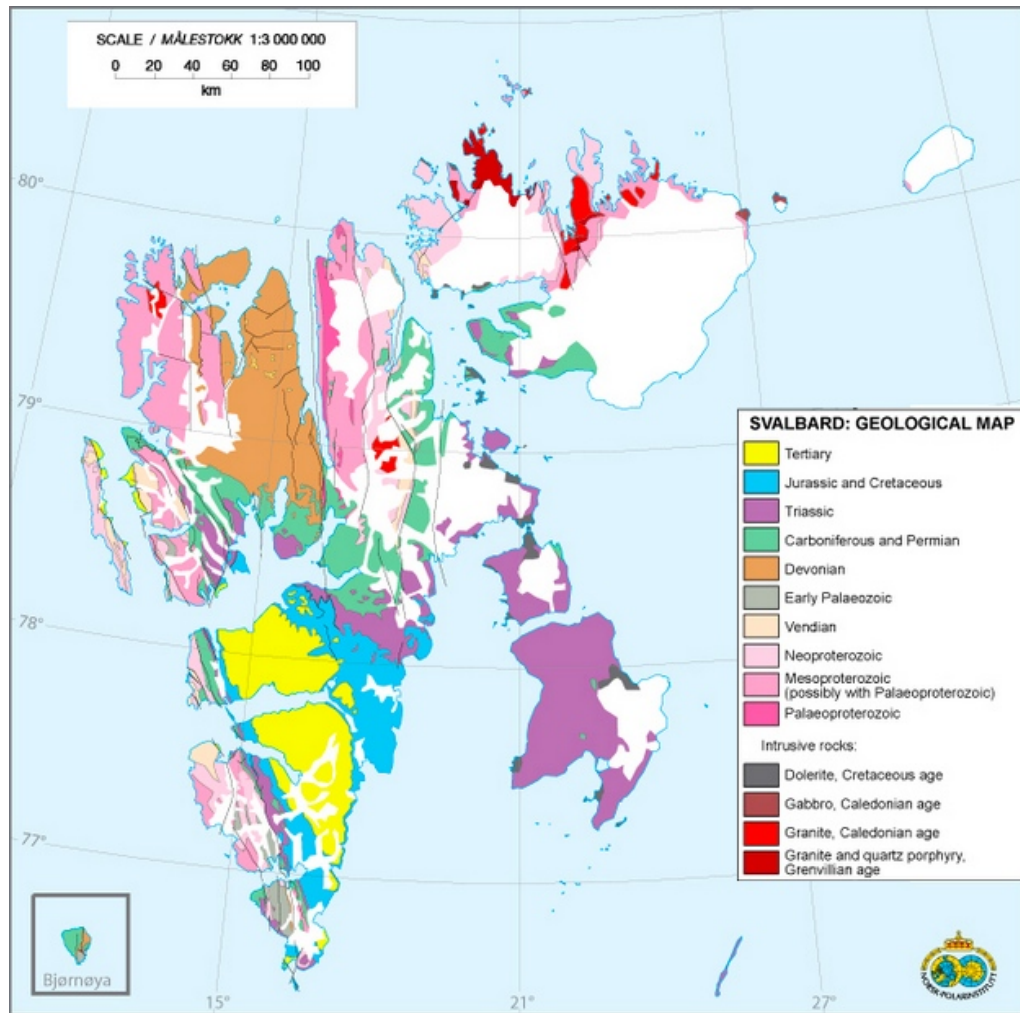 SCALE / MÅLESTOKK 1:3 000 000
0 20 40 60 80 100
km
80°
79°
78°
77°
15°
21°
27°
Bjørnøya
SVALBARD: GEOLOGICAL MAP
Tertiary
Jurassic and Cretaceous
Triassic
Carboniferous and Permian
Devonian
Early Palaeozoic
Vendian
Neoproterozoic
Mesoproterozoic
(possibly with Palaeoproterozoic)
Palaeoproterozoic
Intrusive rocks:
Dolerite, Cretaceous age
Gabbro, Caledonian age
Granite, Caledonian age
Granite and quartz porphyry,
Grenvillian age
NORSK POLARINSTITUTT